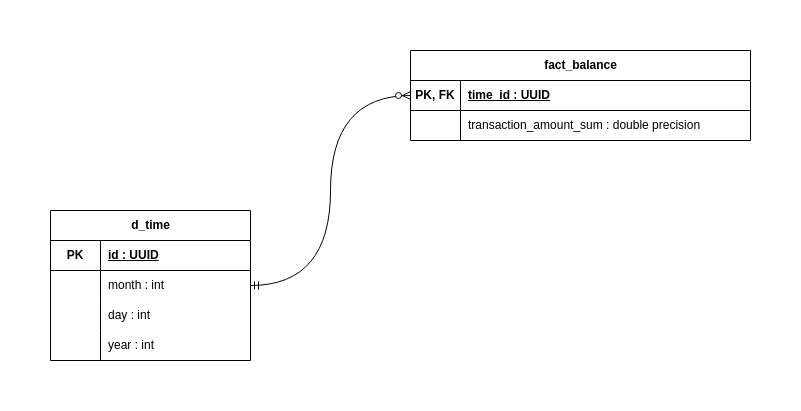 fact_balance
PK, FK time_id : UUID
transaction_amount_sum : double precision
d_time
PK id : UUID
month : int
day : int
year : int